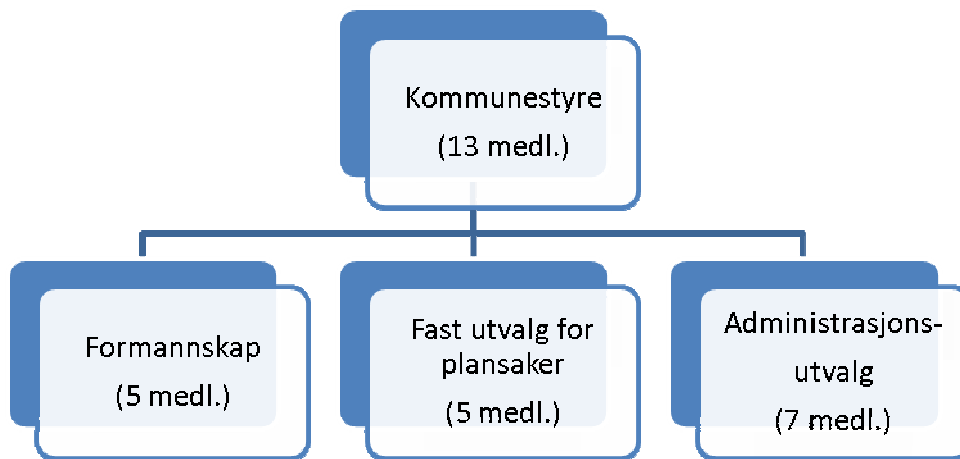 Kommunestyre
(13 medl.)
Formannskap
(5 medl.)
Fast utvalg for
plansaker
(5 medl.)
Administrasjons-
utvalg
(7 medl.)